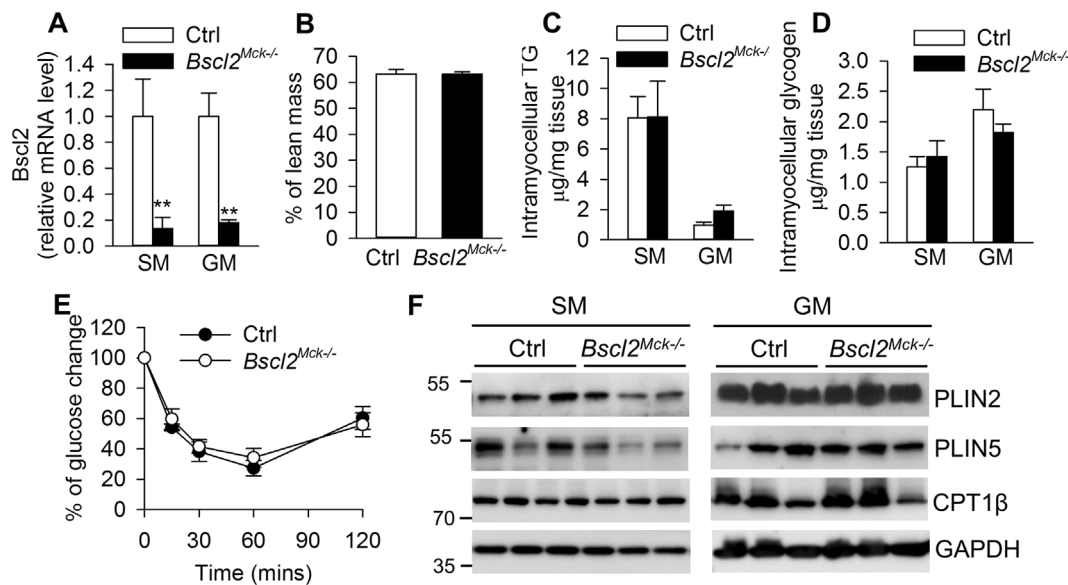 A
Ctrl
Bscl2Mck-/-
Bscl2
(relative mRNA level)
1.4
1.2
1.0
0.8
0.6
0.4
0.2
0.0
**
**
SM
GM
B
% of lean mass
70
60
50
40
30
20
10
0
Ctrl
Bscl2Mck-/-
C
Ctrl
Bscl2Mck-/
Intramyocellular TG
µg/mg tissue
12
10
8
6
4
2
0
SM
GM
D
Ctrl
Bscl2Mck-/-
Intramyocellular glycogen
µg/mg tissue
3.0
2.5
2.0
1.5
1.0
0.5
0.0
SM
GM
E
Ctrl
Bscl2Mck-/-
% of glucose change
120
100
80
60
40
20
0
0
30
60
90
120
Time (mins)
F
SM
GM
Ctrl
Bscl2Mck-/-
Ctrl
Bscl2Mck-/-
55
PLIN2
55
PLIN5
CPT1β
70
GAPDH
35